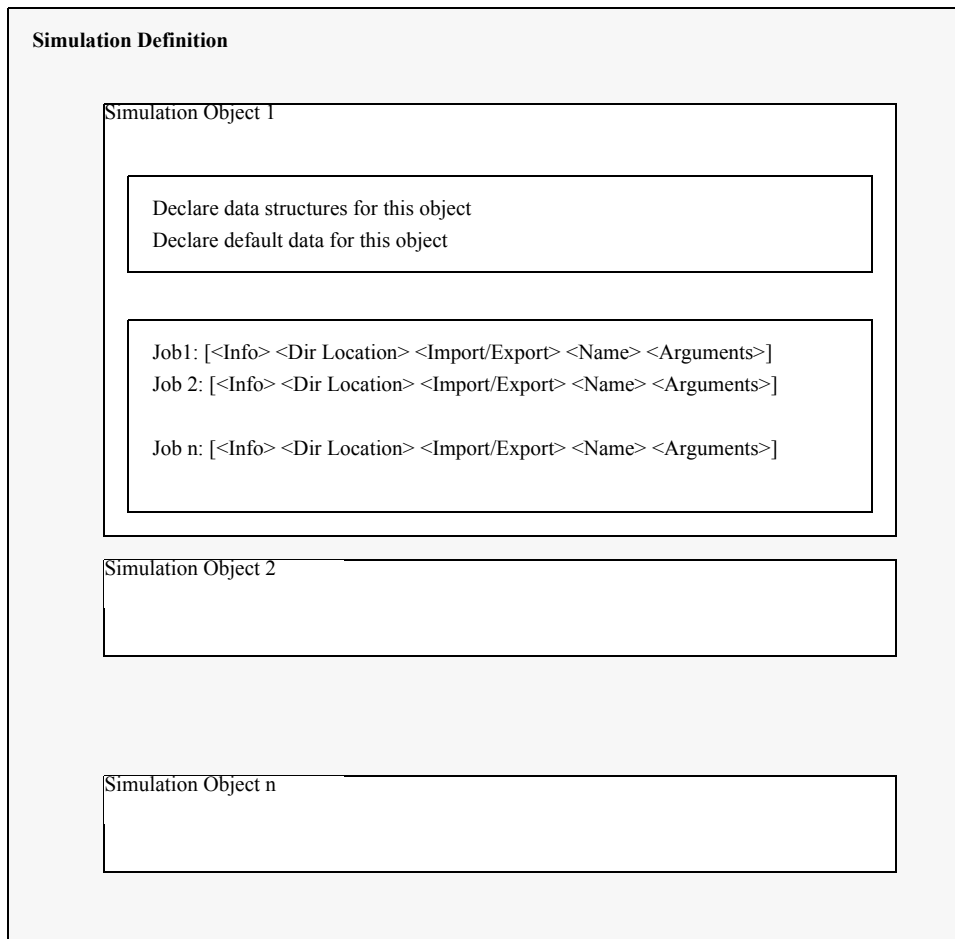 Simulation Definition
Simulation Object 1
Declare data structures for this object
Declare default data for this object
Job1: [<Info> <Dir Location> <Import/Export> <Name> <Arguments>]
Job 2: [<Info> <Dir Location> <Import/Export> <Name> <Arguments>]
Job n: [<Info> <Dir Location> <Import/Export> <Name> <Arguments>]
Simulation Object 2
Simulation Object n